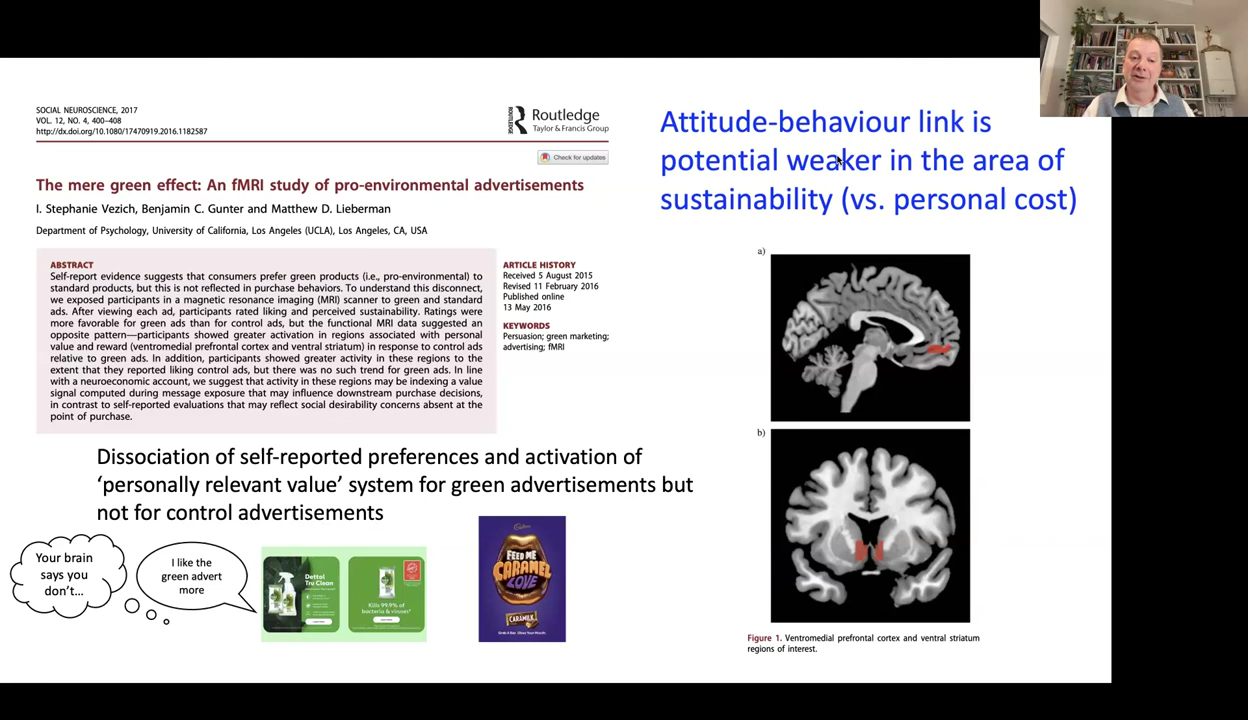 SOCIAL NEUROSCIENCE, 2017
VOL. 12, NO. 4, 400–408
http://dx.doi.org/10.1080/17470919.2016.1182587
ROUTLEDGE
Routledge
Taylor & Francis Group
Check for updates
The mere green effect: An fMRI study of pro-environmental advertisements
I. Stephanie Vezich, Benjamin C. Gunter and Matthew D. Lieberman
Department of Psychology, University of California, Los Angeles (UCLA), Los Angeles, CA, USA
ABSTRACT
Self-report evidence suggests that consumers prefer green products (i.e., pro-environmental) to
standard products, but this is not reflected in purchase behaviors. To understand this disconnect,
we exposed participants in a magnetic resonance imaging (MRI) scanner to green and standard
ads. After viewing each ad, participants rated liking and perceived sustainability. Ratings were
more favorable for green ads than for control ads, but the functional MRI data suggested an
opposite pattern—participants showed greater activation in regions associated with personal
value and reward (ventromedial prefrontal cortex and ventral striatum) in response to control ads
relative to green ads. In addition, participants showed greater activity in these regions to the
extent that they reported liking control ads, but there was no such trend for green ads. In line
with a neuroeconomic account, we suggest that activity in these regions may be indexing a value
signal computed during message exposure that may influence downstream purchase decisions,
in contrast to self-reported evaluations that may reflect social desirability concerns absent at the
point of purchase.
ARTICLE HISTORY
Received 5 August 2015
Revised 11 February 2016
Published online
13 May 2016
KEYWORDS
Persuasion; green marketing;
advertising; fMRI
Attitude-behaviour link is
potential weaker in the area of
sustainability (vs. personal cost)
a)
b)
Figure 1. Ventromedial prefrontal cortex and ventral striatum
regions of interest.
Dissociation of self-reported preferences and activation of
‘personally relevant value’ system for green advertisements but
not for control advertisements
Your brain
says you
don’t…
I like the
green advert
more
Dettol
Tru Clean
Kills 99.9% of
bacteria & viruses*
Cadbury
FEED ME
CARAMEL
LOVE
CARAMILK